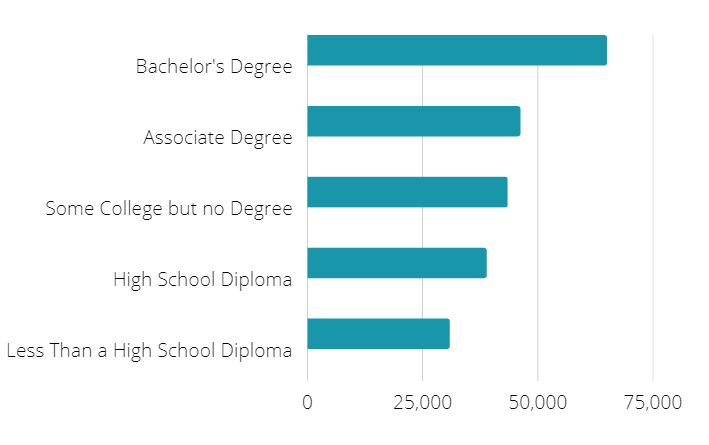 Bachelor's Degree
Associate Degree
Some College but no Degree
High School Diploma
Less Than a High School Diploma
0 25,000 50,000 75,000